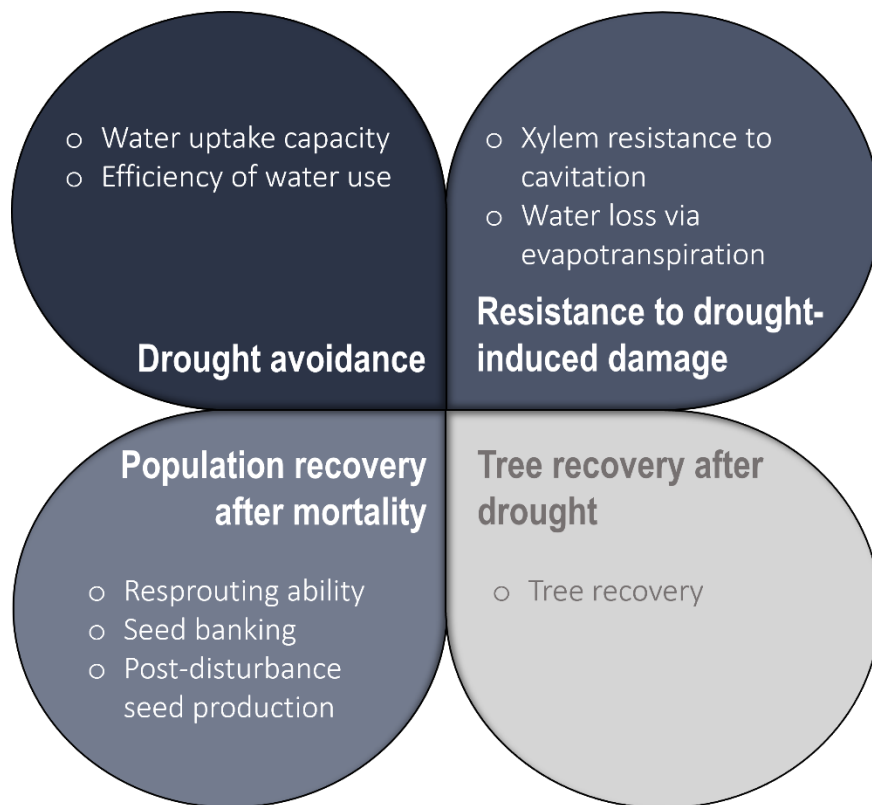 ○ Water uptake capacity
○ Efficiency of water use
Drought avoidance
○ Xylem resistance to
cavitation
○ Water loss via
evapotranspiration
Resistance to drought-
induced damage
Population recovery
after mortality
○ Resprouting ability
○ Seed banking
○ Post-disturbance
seed production
Tree recovery after
drought
○ Tree recovery